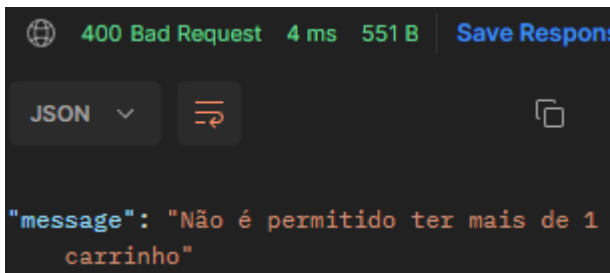 400 Bad Request 4 ms 551 B Save Respons
JSON
"message": "Não é permitido ter mais de 1
carrinho"